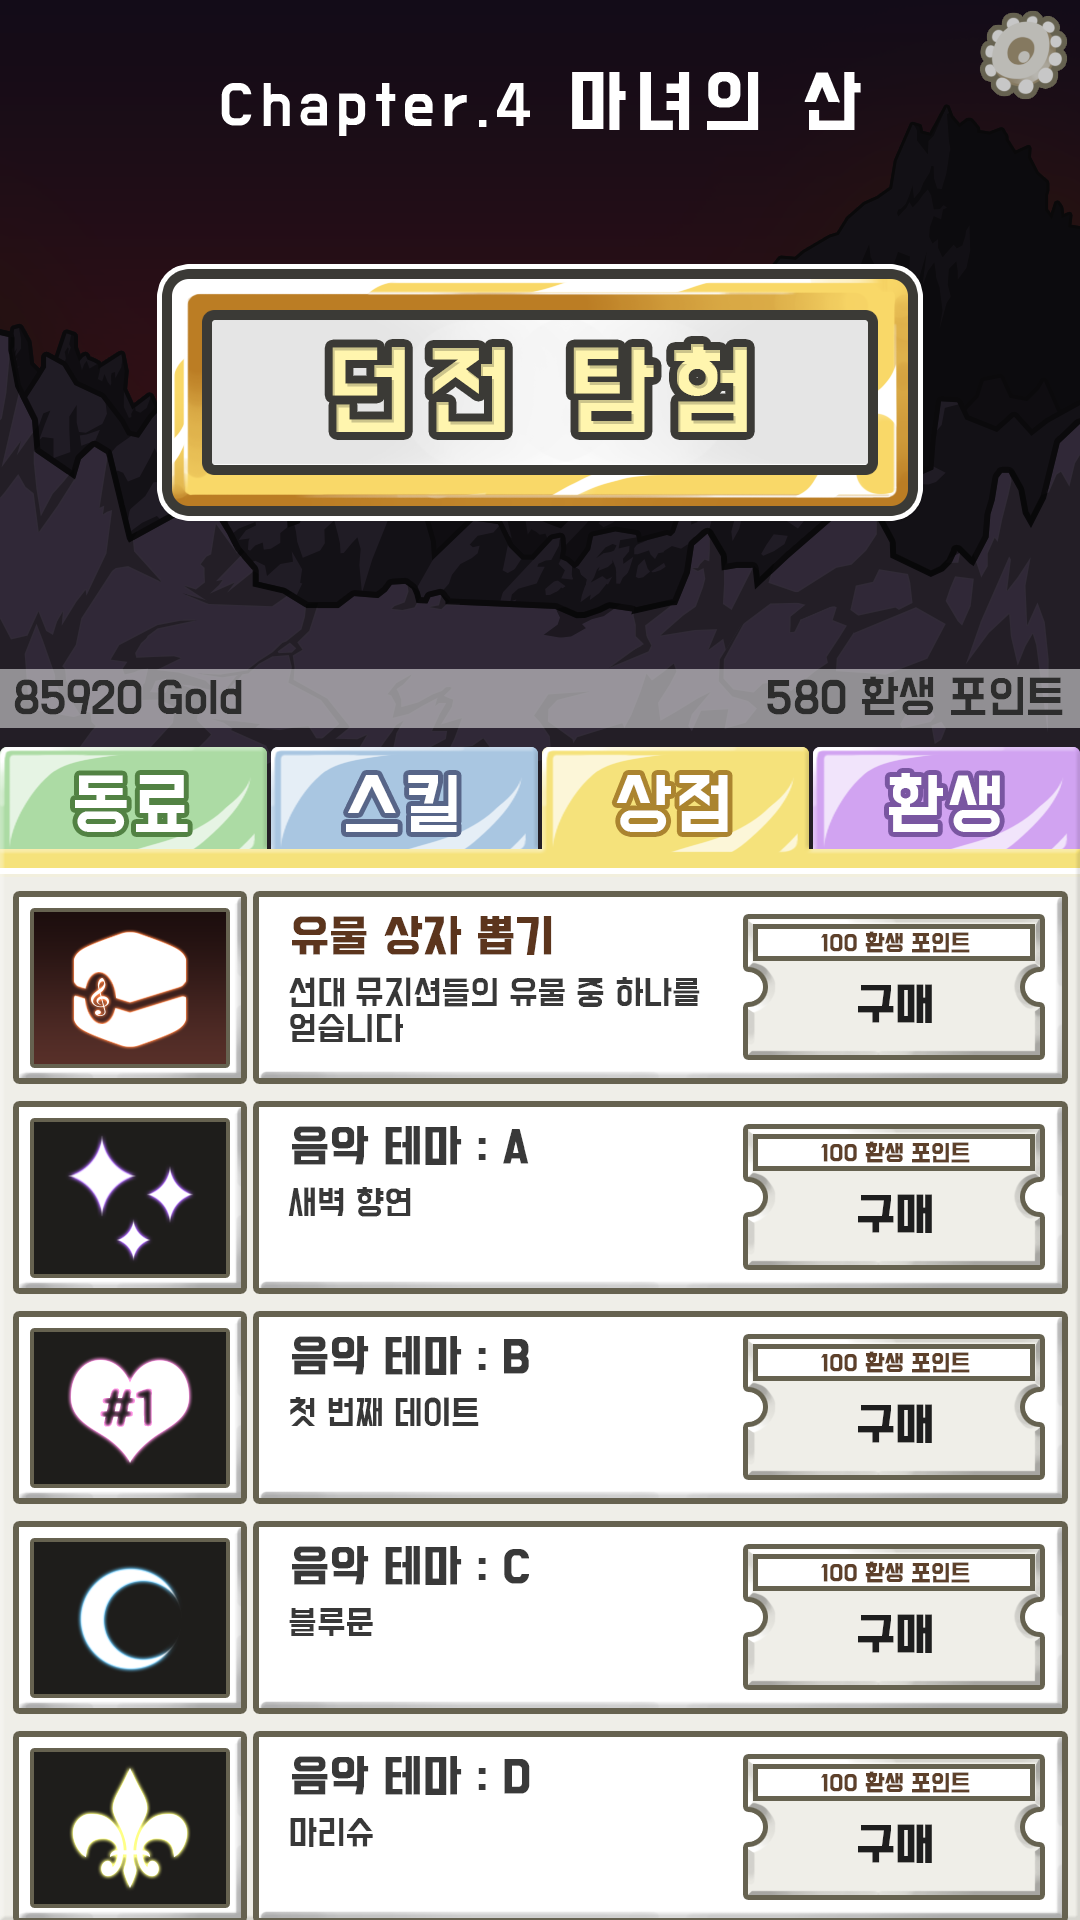 Chapter.4 마녀의 산
던전 탐험
85920 Gold
580 환생 포인트
동료
스킬
상점
환생
유물 상자 뽑기
선대 뮤지션들의 유물 중 하나를
얻습니다
100 환생 포인트
구매
음악 테마 : A
새벽 향연
100 환생 포인트
구매
#1
음악 테마 : B
첫 번째 데이트
100 환생 포인트
구매
음악 테마 : C
블루문
100 환생 포인트
구매
음악 테마 : D
마리슈
100 환생 포인트
구매